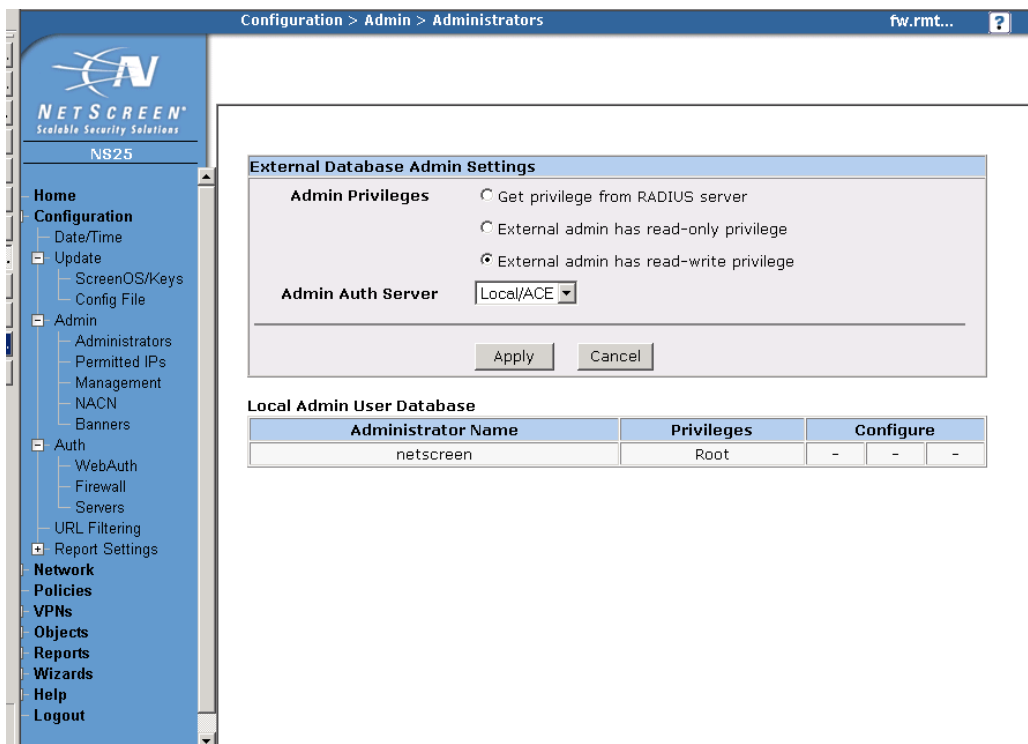 Configuration > Admin > Administrators fw.rmt... ?
N
NETSCREEN®
Scalable Security Solutions
NS25
Home
Configuration
Date/Time
Update
ScreenOS/Keys
Config File
Admin
Administrators
Permitted IPs
Management
NACN
Banners
Auth
WebAuth
Firewall
Servers
URL Filtering
Report Settings
Network
Policies
VPNs
Objects
Reports
Wizards
Help
Logout
External Database Admin Settings
Admin Privileges Get privilege from RADIUS server
External admin has read-only privilege
External admin has read-write privilege
Admin Auth Server Local/ACE
Apply Cancel
Local Admin User Database
Administrator Name Privileges Configure
netscreen Root - - -